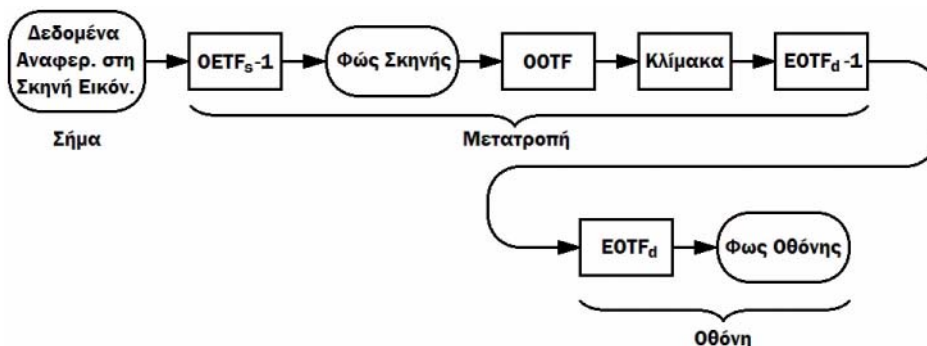 Δεδομένα
Αναφερ. στη
Σκηνή Εικόν.
OETFs-1
Φώς Σκηνής
OOTF
Κλίμακα
EOTFd-1
Σήμα
Μετατροπή
EOTFd
Φως Οθόνης
Οθόνη